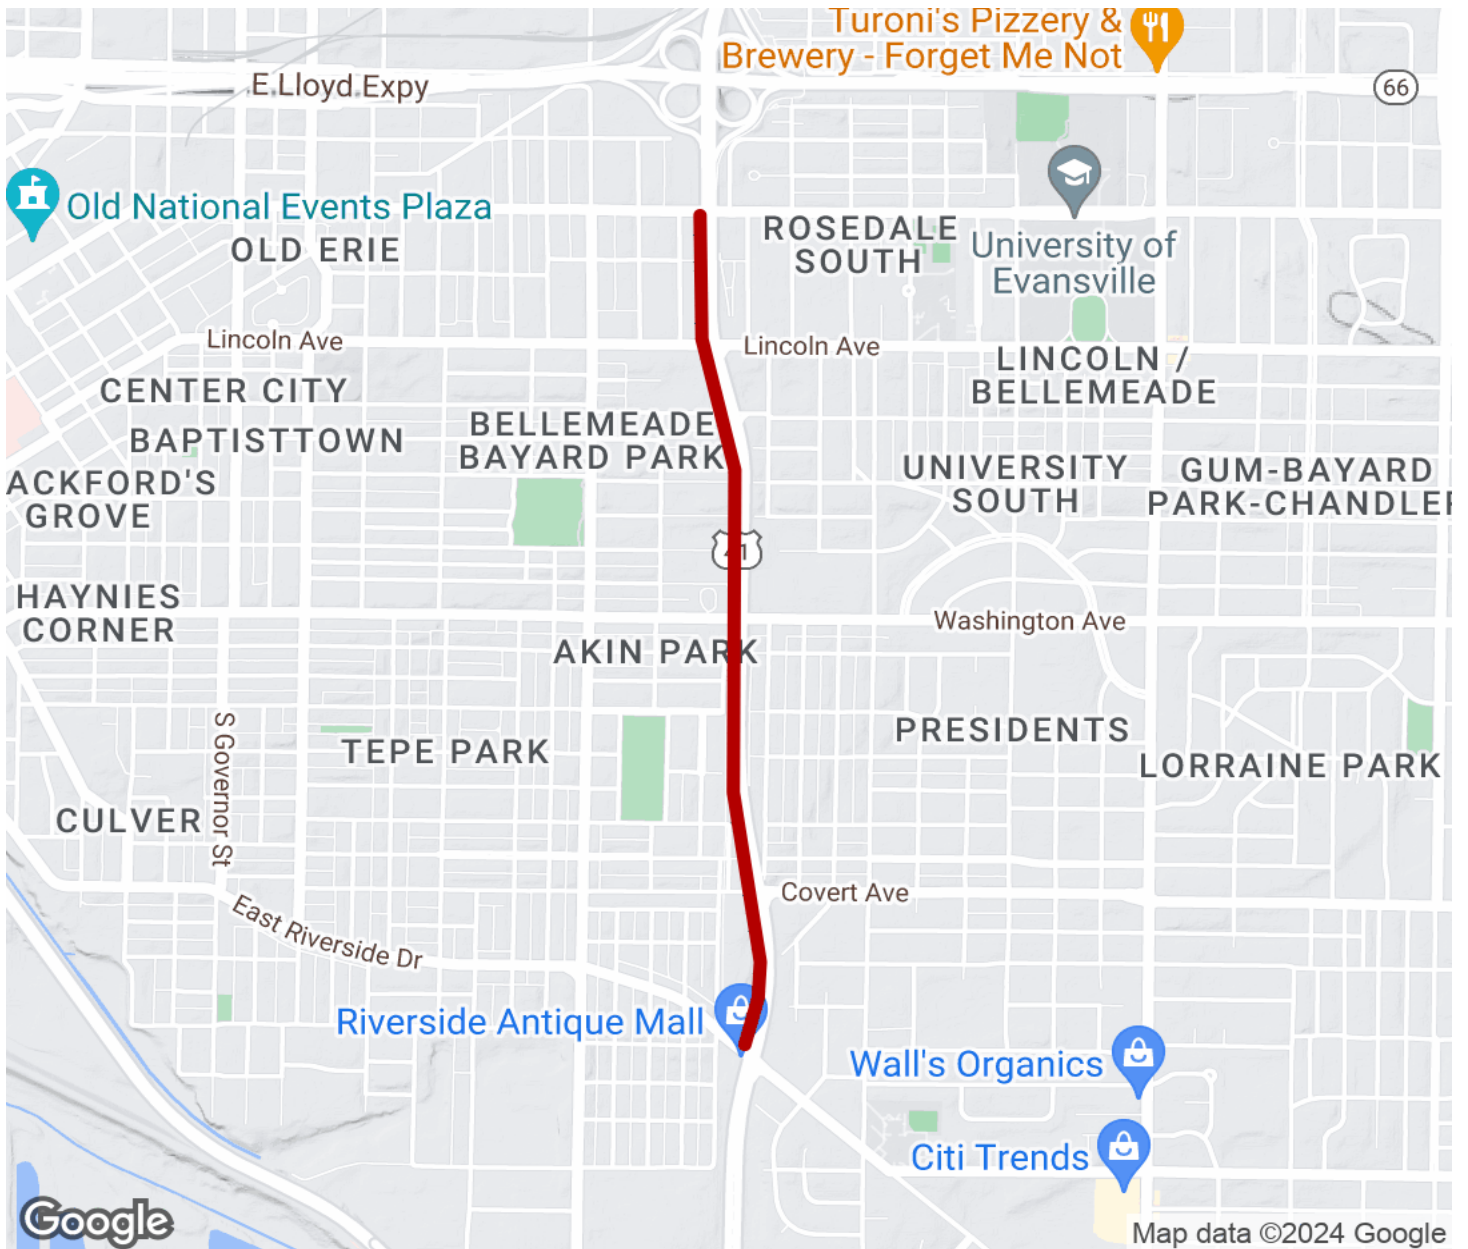 Turoni's Pizzery &
Brewery - Forget Me Not
E Lloyd Expy
66
Old National Events Plaza
OLD ERIE
ROSEDALE
SOUTH
University of
Evansville
Lincoln Ave
Lincoln Ave
LINCOLN /
BELLEMEADE
CENTER CITY
BAPTISTTOWN
BELLEMEADE
BAYARD PARK
UNIVERSITY
SOUTH
GUM-BAYARD
PARK-CHANDLER
ACKFORD'S
GROVE
41
HAYNIES
CORNER
Washington Ave
AKIN PARK
S Governor St
TEPE PARK
PRESIDENTS
LORRAINE PARK
CULVER
Covert Ave
East Riverside Dr
Riverside Antique Mall
Wall's Organics
Citi Trends
Google
Map data ©2024 Google